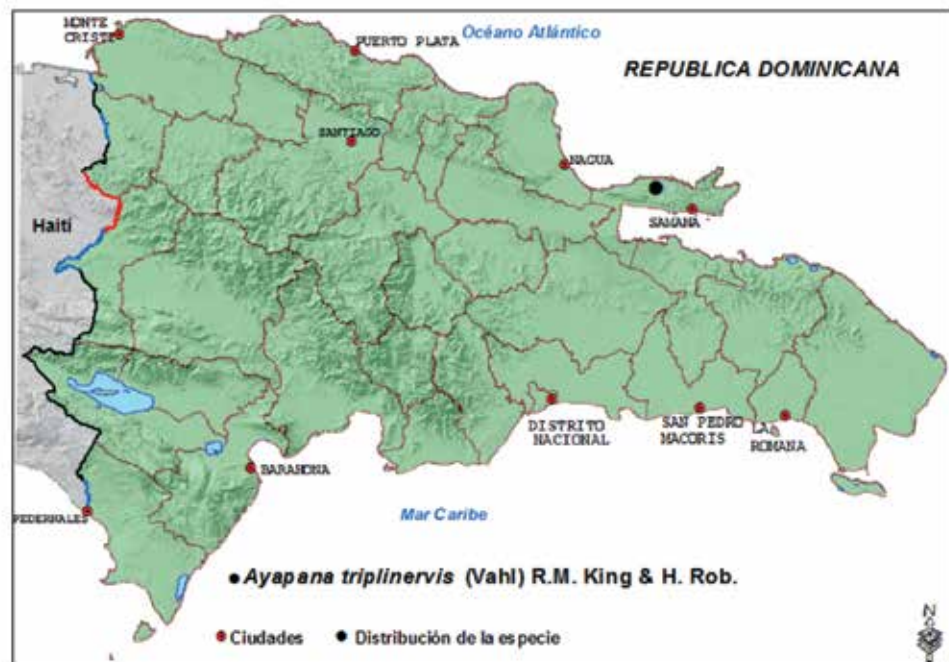 MONTE
CRISTI
PUERTO PLATA
Océano Atlántico
REPUBLICA DOMINICANA
SANTIAGO
NAGUA
SAMANA
Haiti
DISTRITO
NACIONAL
SAN PEDRO
MACORIS
LA
ROMANA
BARAHONA
PEDERNALES
Mar Caribe
Ayapana triplinervis (Vahl) R.M. King & H. Rob.
Ciudades
Distribución de la especie
N